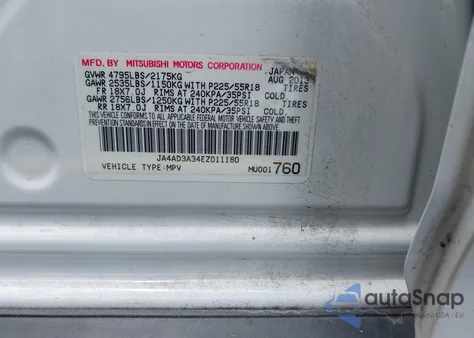 MFD. BY MITSUBISHI MOTORS CORPORATION JAPAN
GVWR 4795LBS/2175KG AUG 2013
GAWR 2535LBS/1150KG WITH P225/55R18 TIRES
FR 18X7.0J RIMS AT 240KPA/35PSI COLD
GAWR 2756LBS/1250KG WITH P225/55R18 TIRES
RR 18X7.0J RIMS AT 240KPA/35PSI COLD
THIS VEHICLE CONFORMS TO ALL APPLICABLE FEDERAL MOTOR VEHICLE
SAFETY AND THEFT PREVENTION STANDARDS IN EFFECT ON THE DATE OF
MANUFACTURE SHOWN ABOVE.
JA4AD3A34EZ011180
VEHICLE TYPE:MPV MU001760
autoSnap
USA i EU